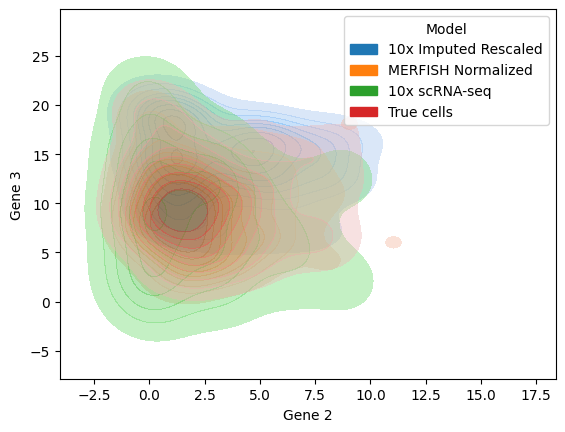 Model
10x Imputed Rescaled
MERFISH Normalized
10x scRNA-seq
True cells
25
20
15
10
5
0
−5
Gene 3
−2.5 0.0 2.5 5.0 7.5 10.0 12.5 15.0 17.5
Gene 2